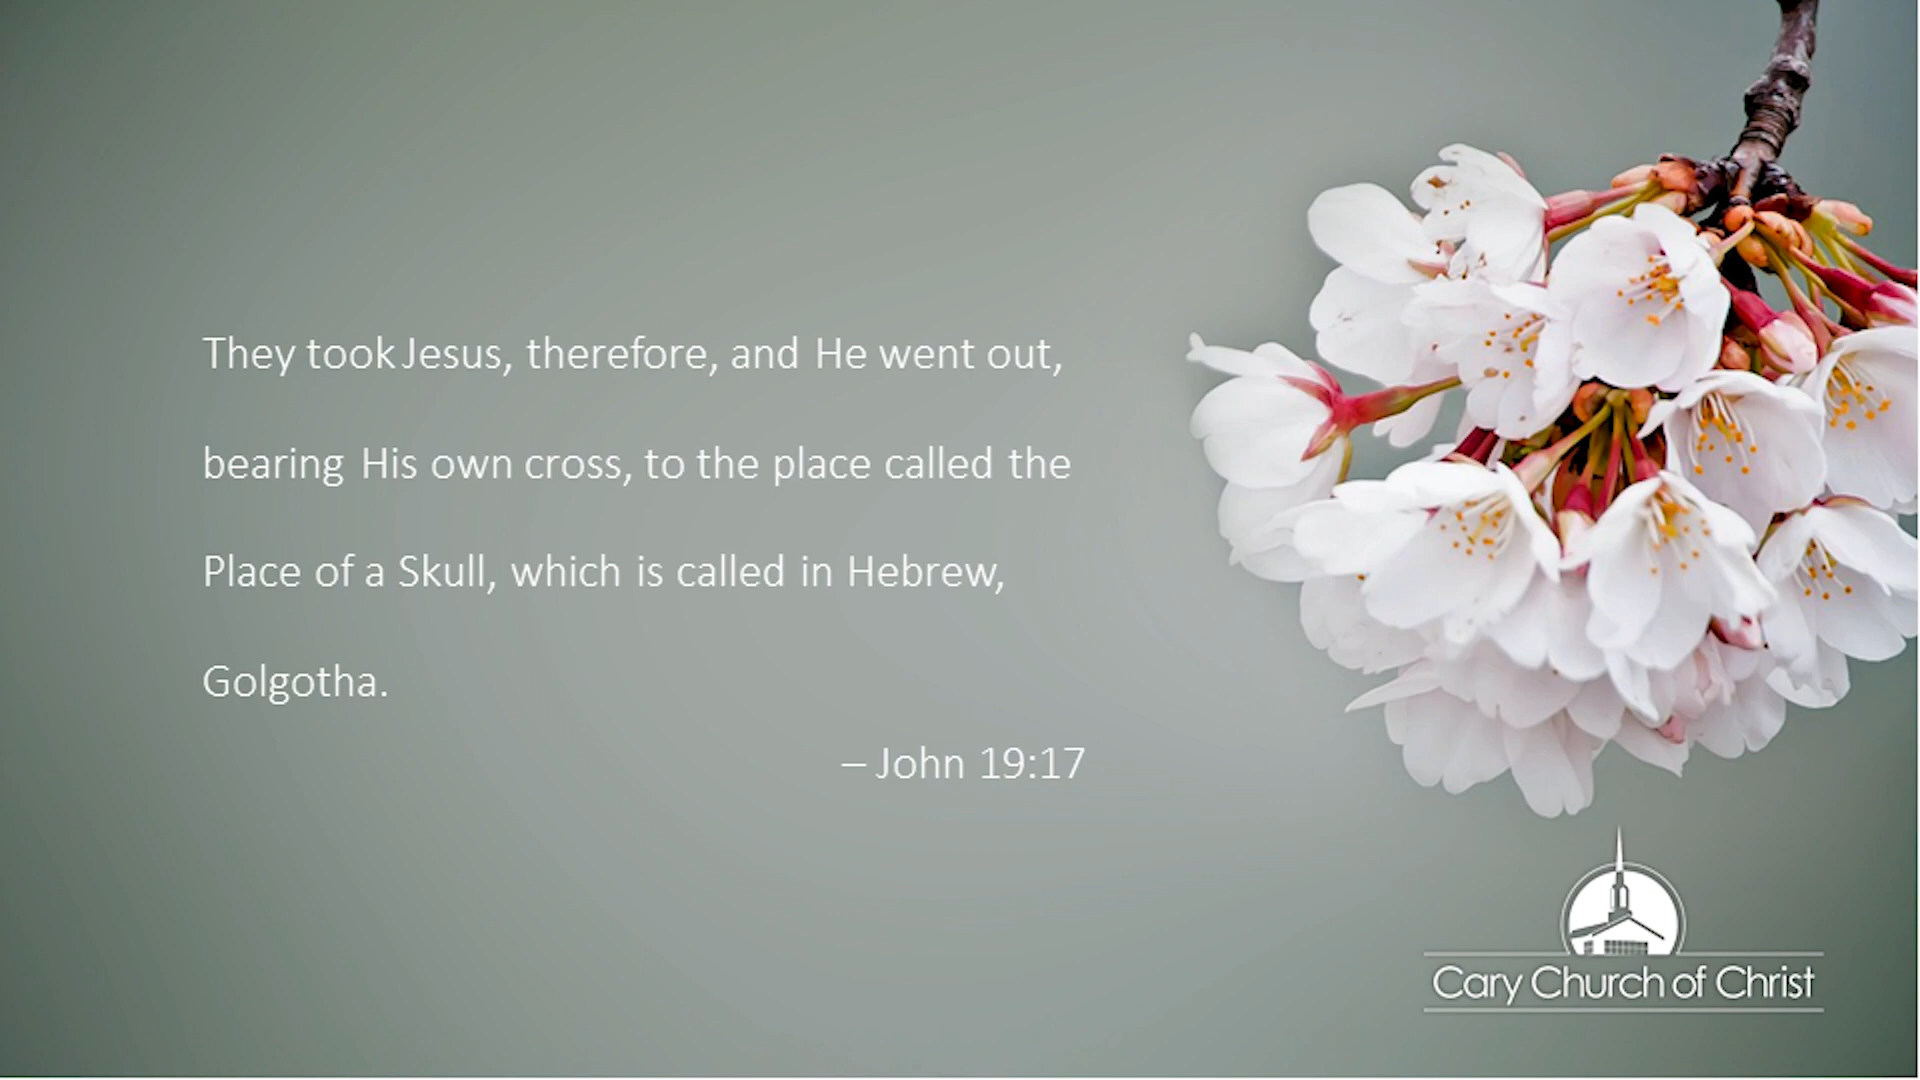 They took Jesus, therefore, and He went out,
bearing His own cross, to the place called the
Place of a Skull, which is called in Hebrew,
Golgotha.
– John 19:17
Cary Church of Christ